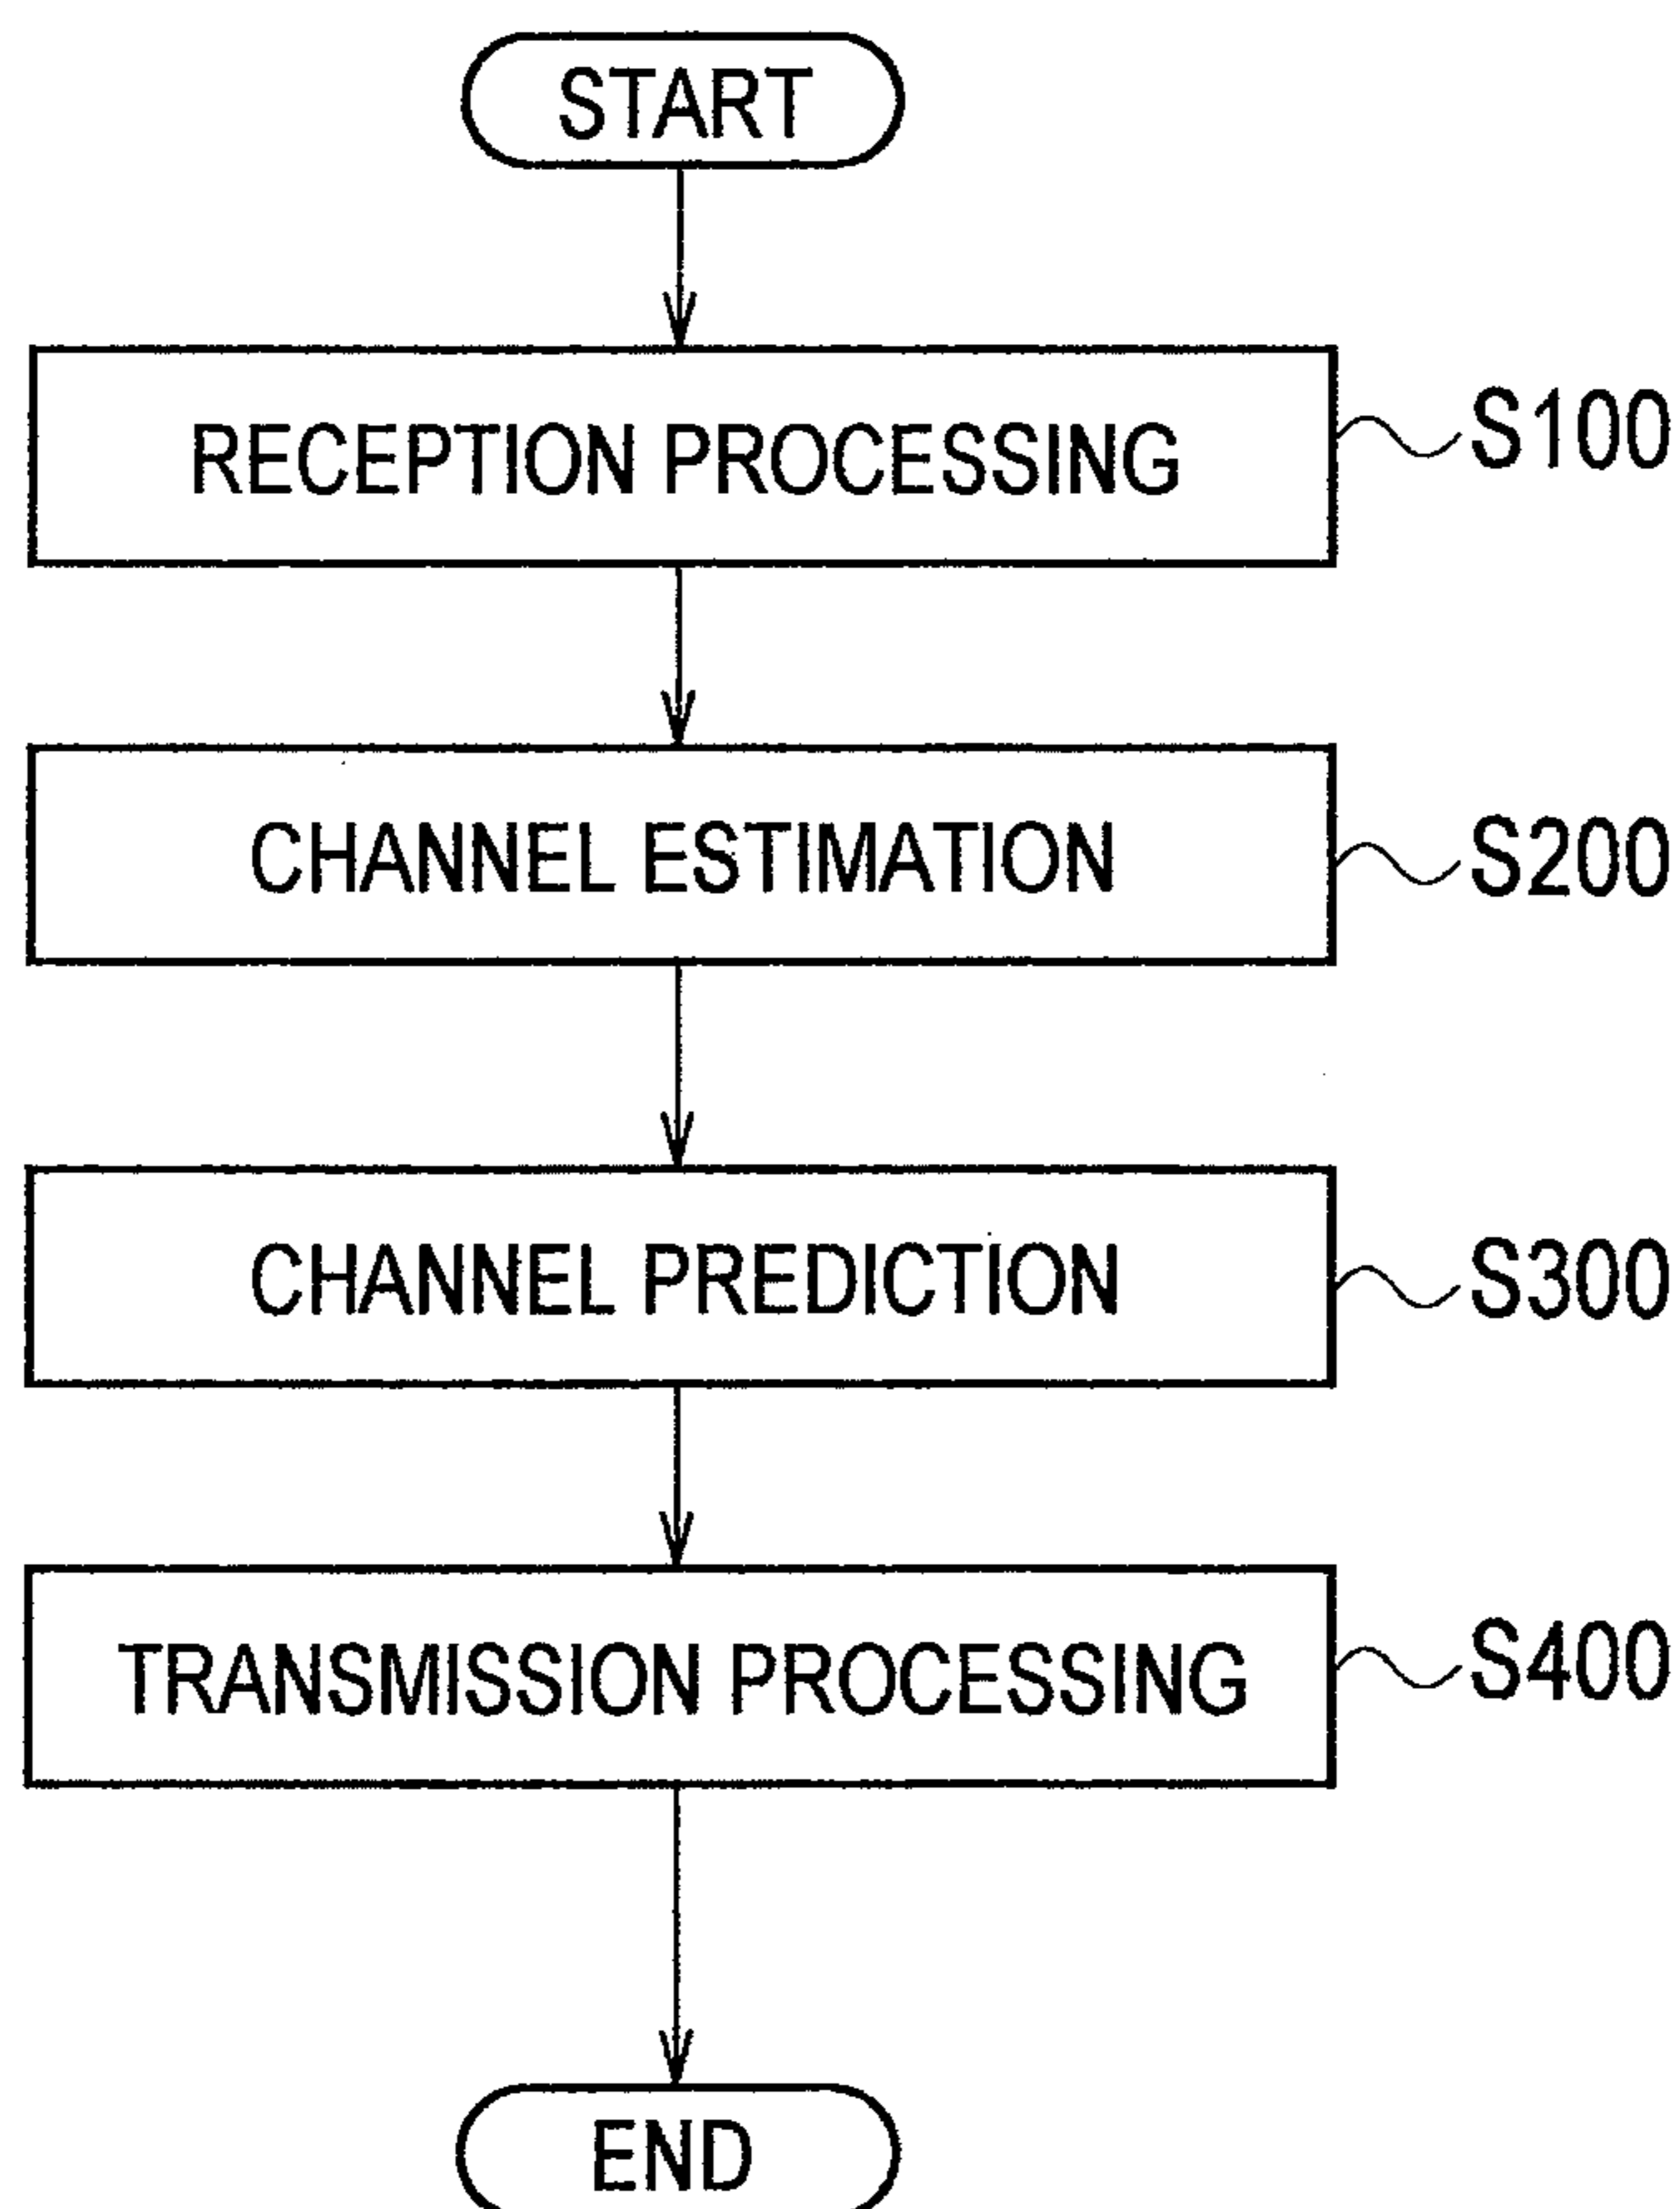 START
RECEPTION PROCESSING S100
CHANNEL ESTIMATION S200
CHANNEL PREDICTION S300
TRANSMISSION PROCESSING S400
END